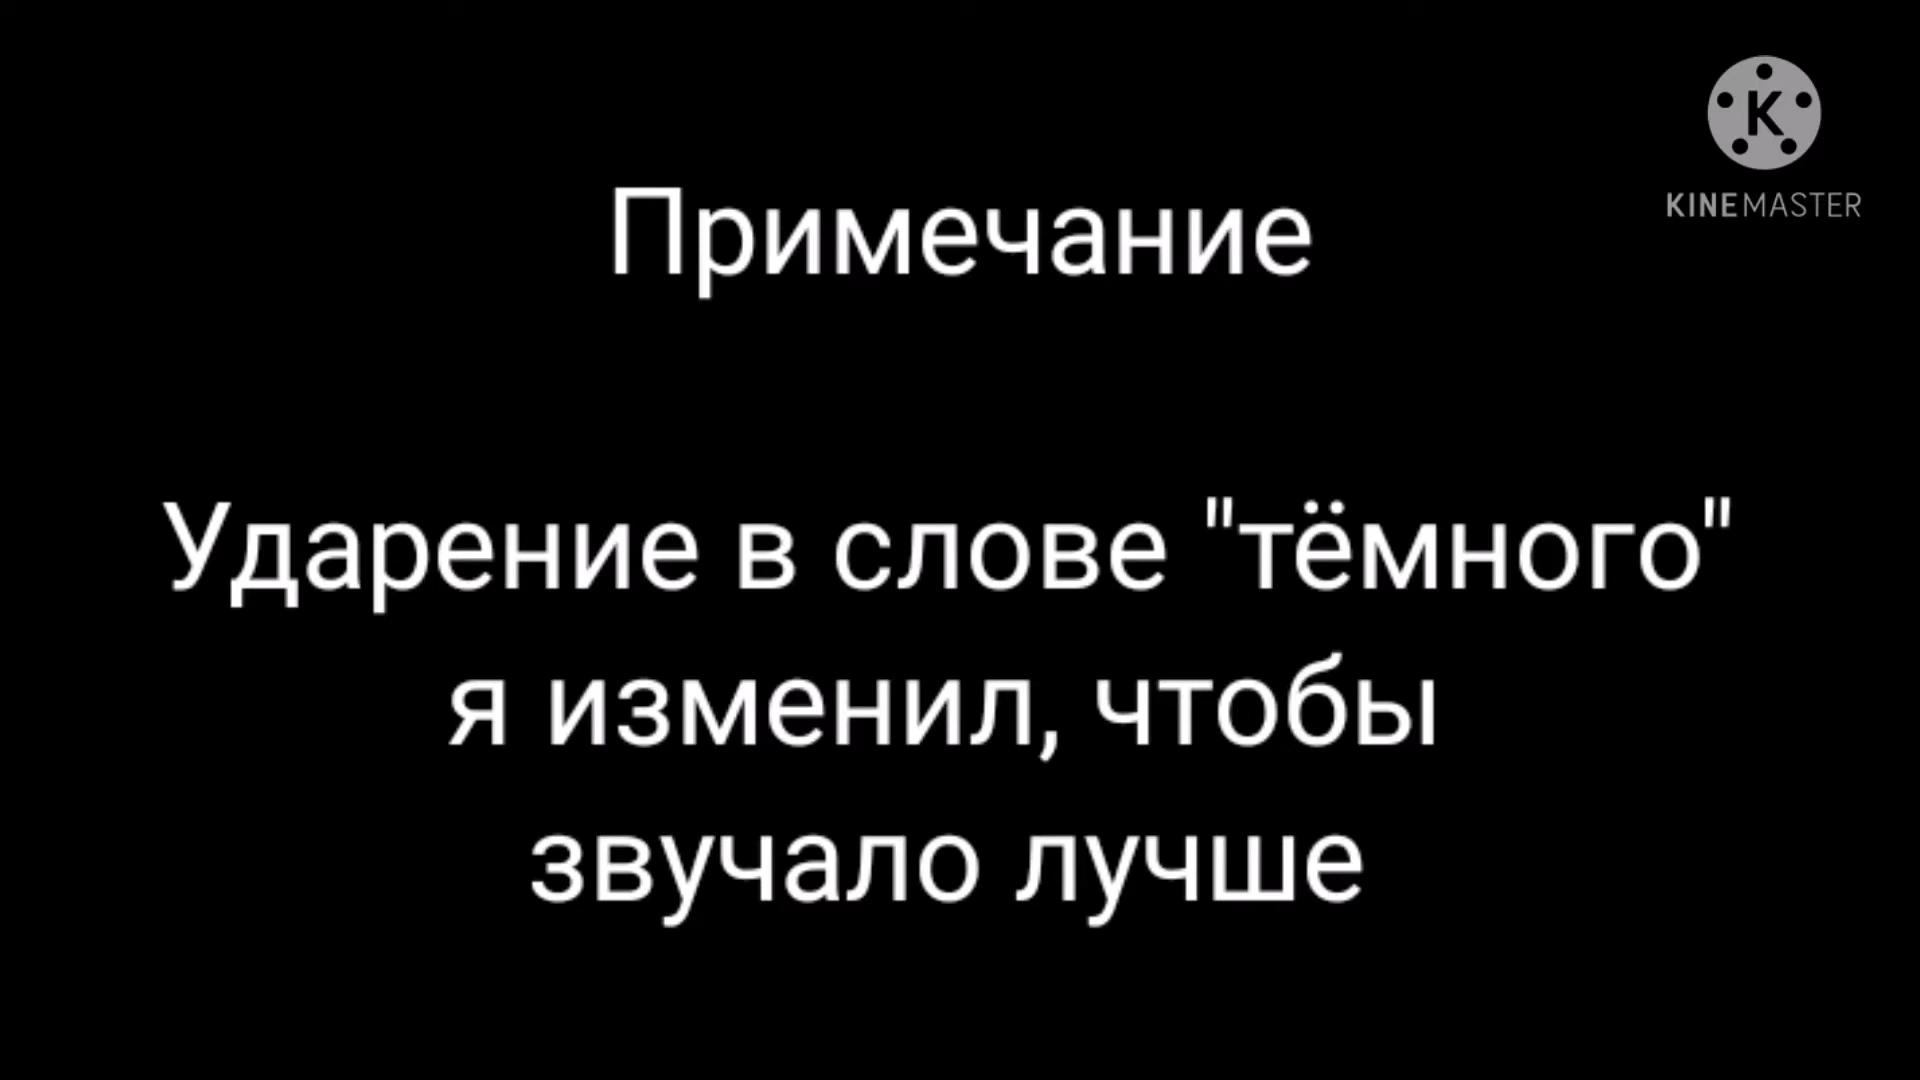 K
KINEMASTER
Примечание
Ударение в слове "тёмного"
я изменил, чтобы
звучало лучше